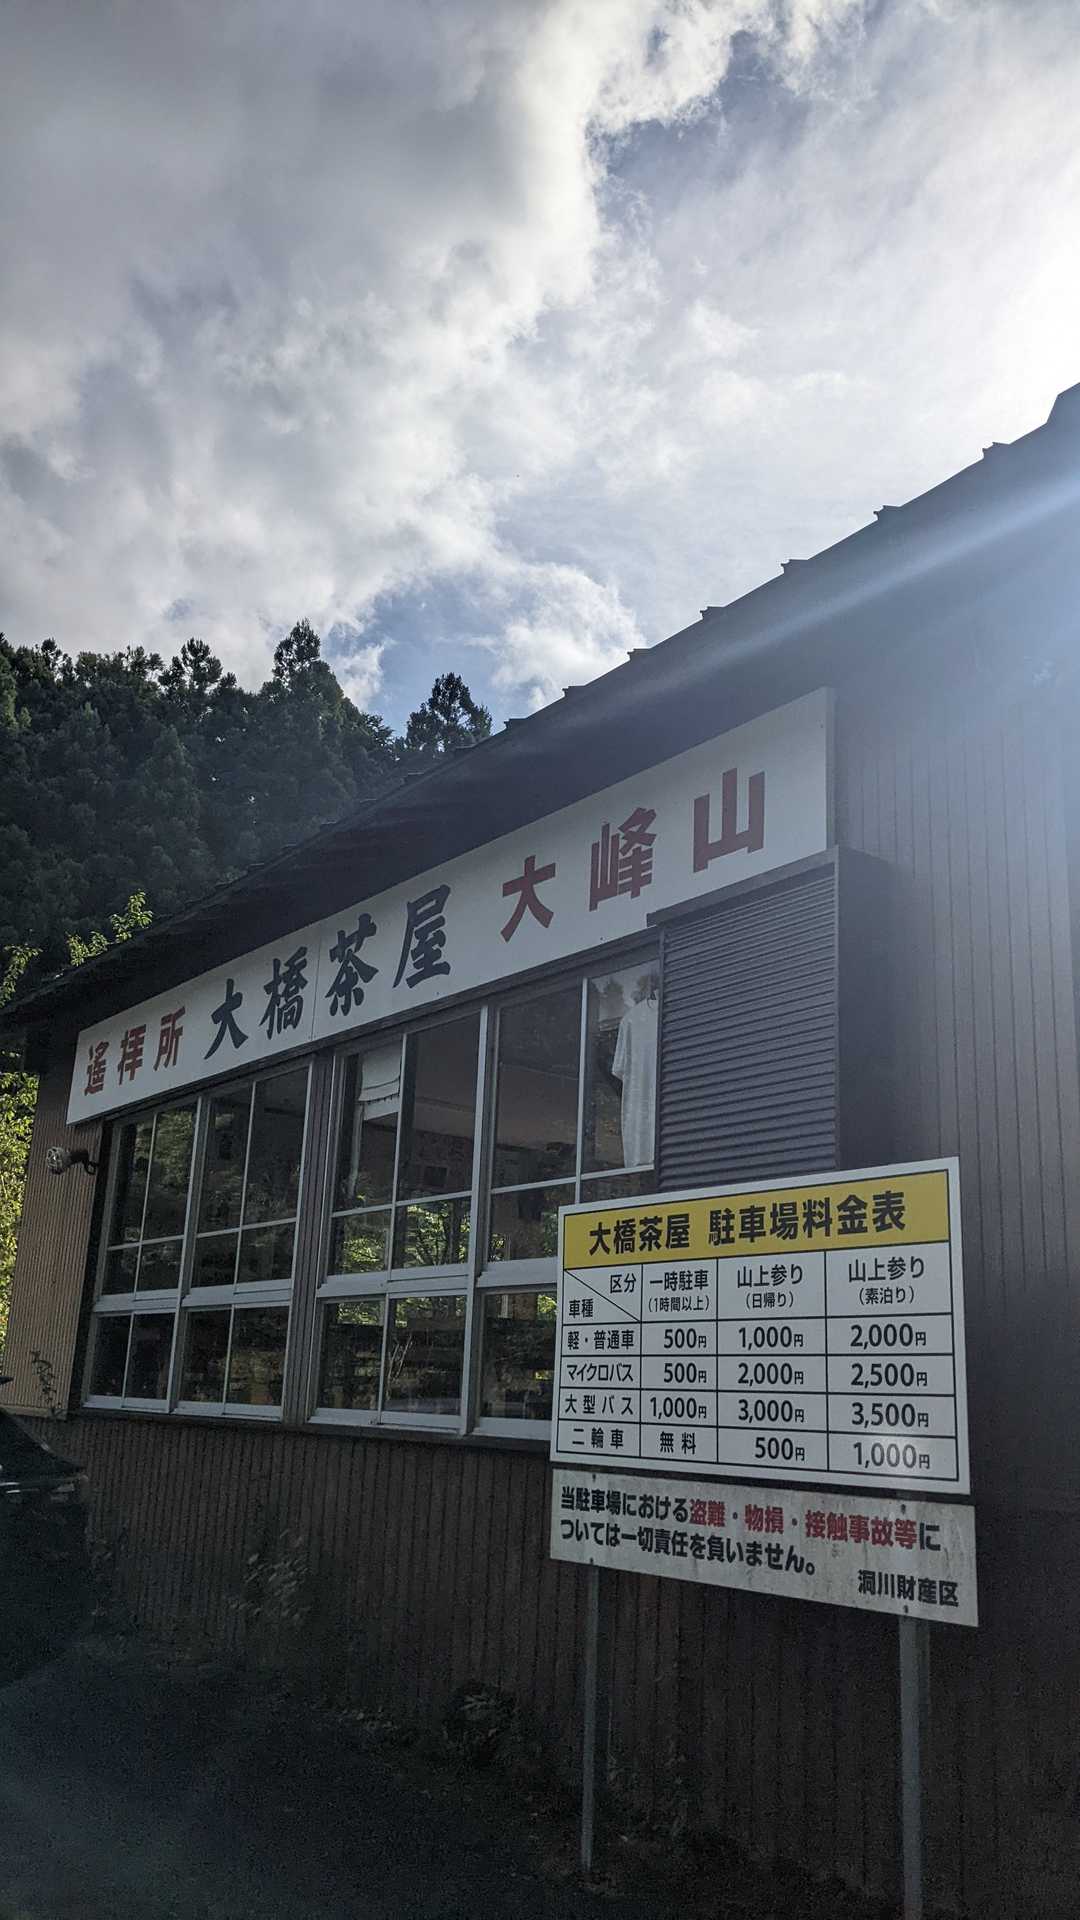 遙拝所 大橋茶屋 大峰山
大橋茶屋 駐車場料金表
区分 車種 一時駐車 (1時間以上) 山上参り (日帰り) 山上参り (素泊り)
軽・普通車 500円 1,000円 2,000円
マイクロバス 500円 2,000円 2,500円
大型バス 1,000円 3,000円 3,500円
二輪車 無料 500円 1,000円
当駐車場における盗難・物損・接触事故等に
ついては一切責任を負いません。
洞川財産区